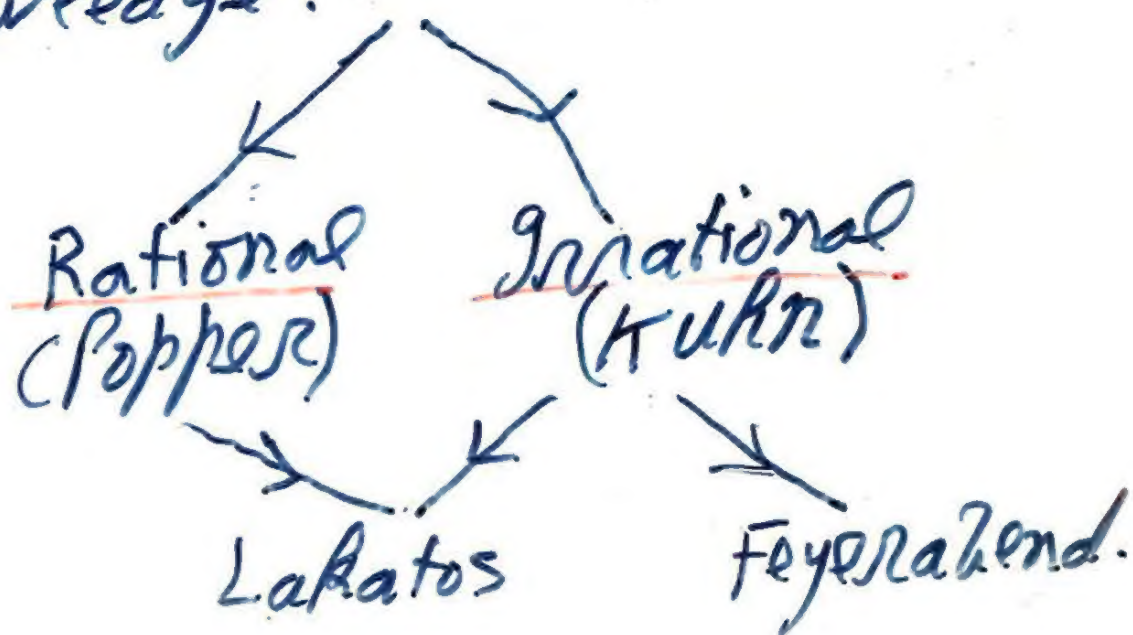 Rational Irrational
(Popper) (Kuhn)
Lakatos Feyerabend.